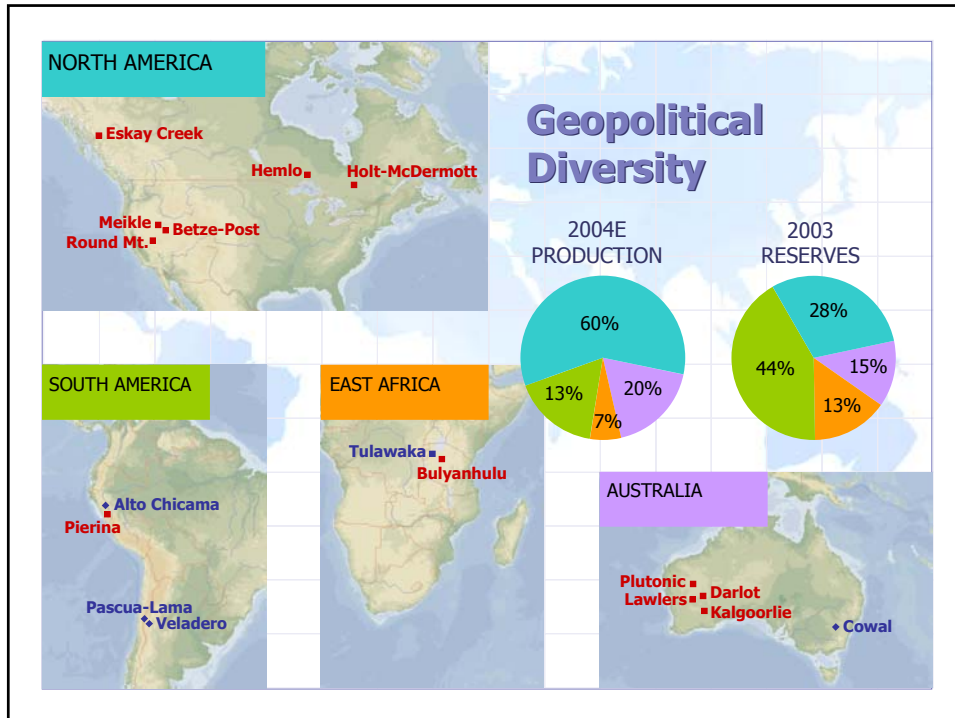 NORTH AMERICA
Eskay Creek
Hemlo
Holt-McDermott
Meikle
Betze-Post
Round Mt.
Geopolitical
Diversity
2004E
PRODUCTION
60%
13%
7%
20%
2003
RESERVES
28%
44%
15%
13%
SOUTH AMERICA
Alto Chicama
Pierina
Pascua-Lama
Veladero
EAST AFRICA
Tulawaka
Bulyanhulu
AUSTRALIA
Plutonic
Darlot
Lawlers
Kalgoorlie
Cowal